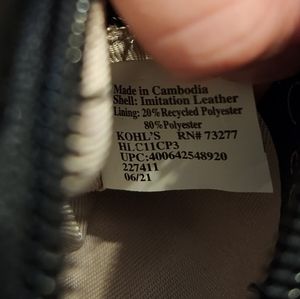 Made in Cambodia
Shell: Imitation Leather
Lining: 20% Recycled Polyester
80% Polyester
KOHL'S RN# 73277
HLC11CP3
UPC:400642548920
227411
06/21